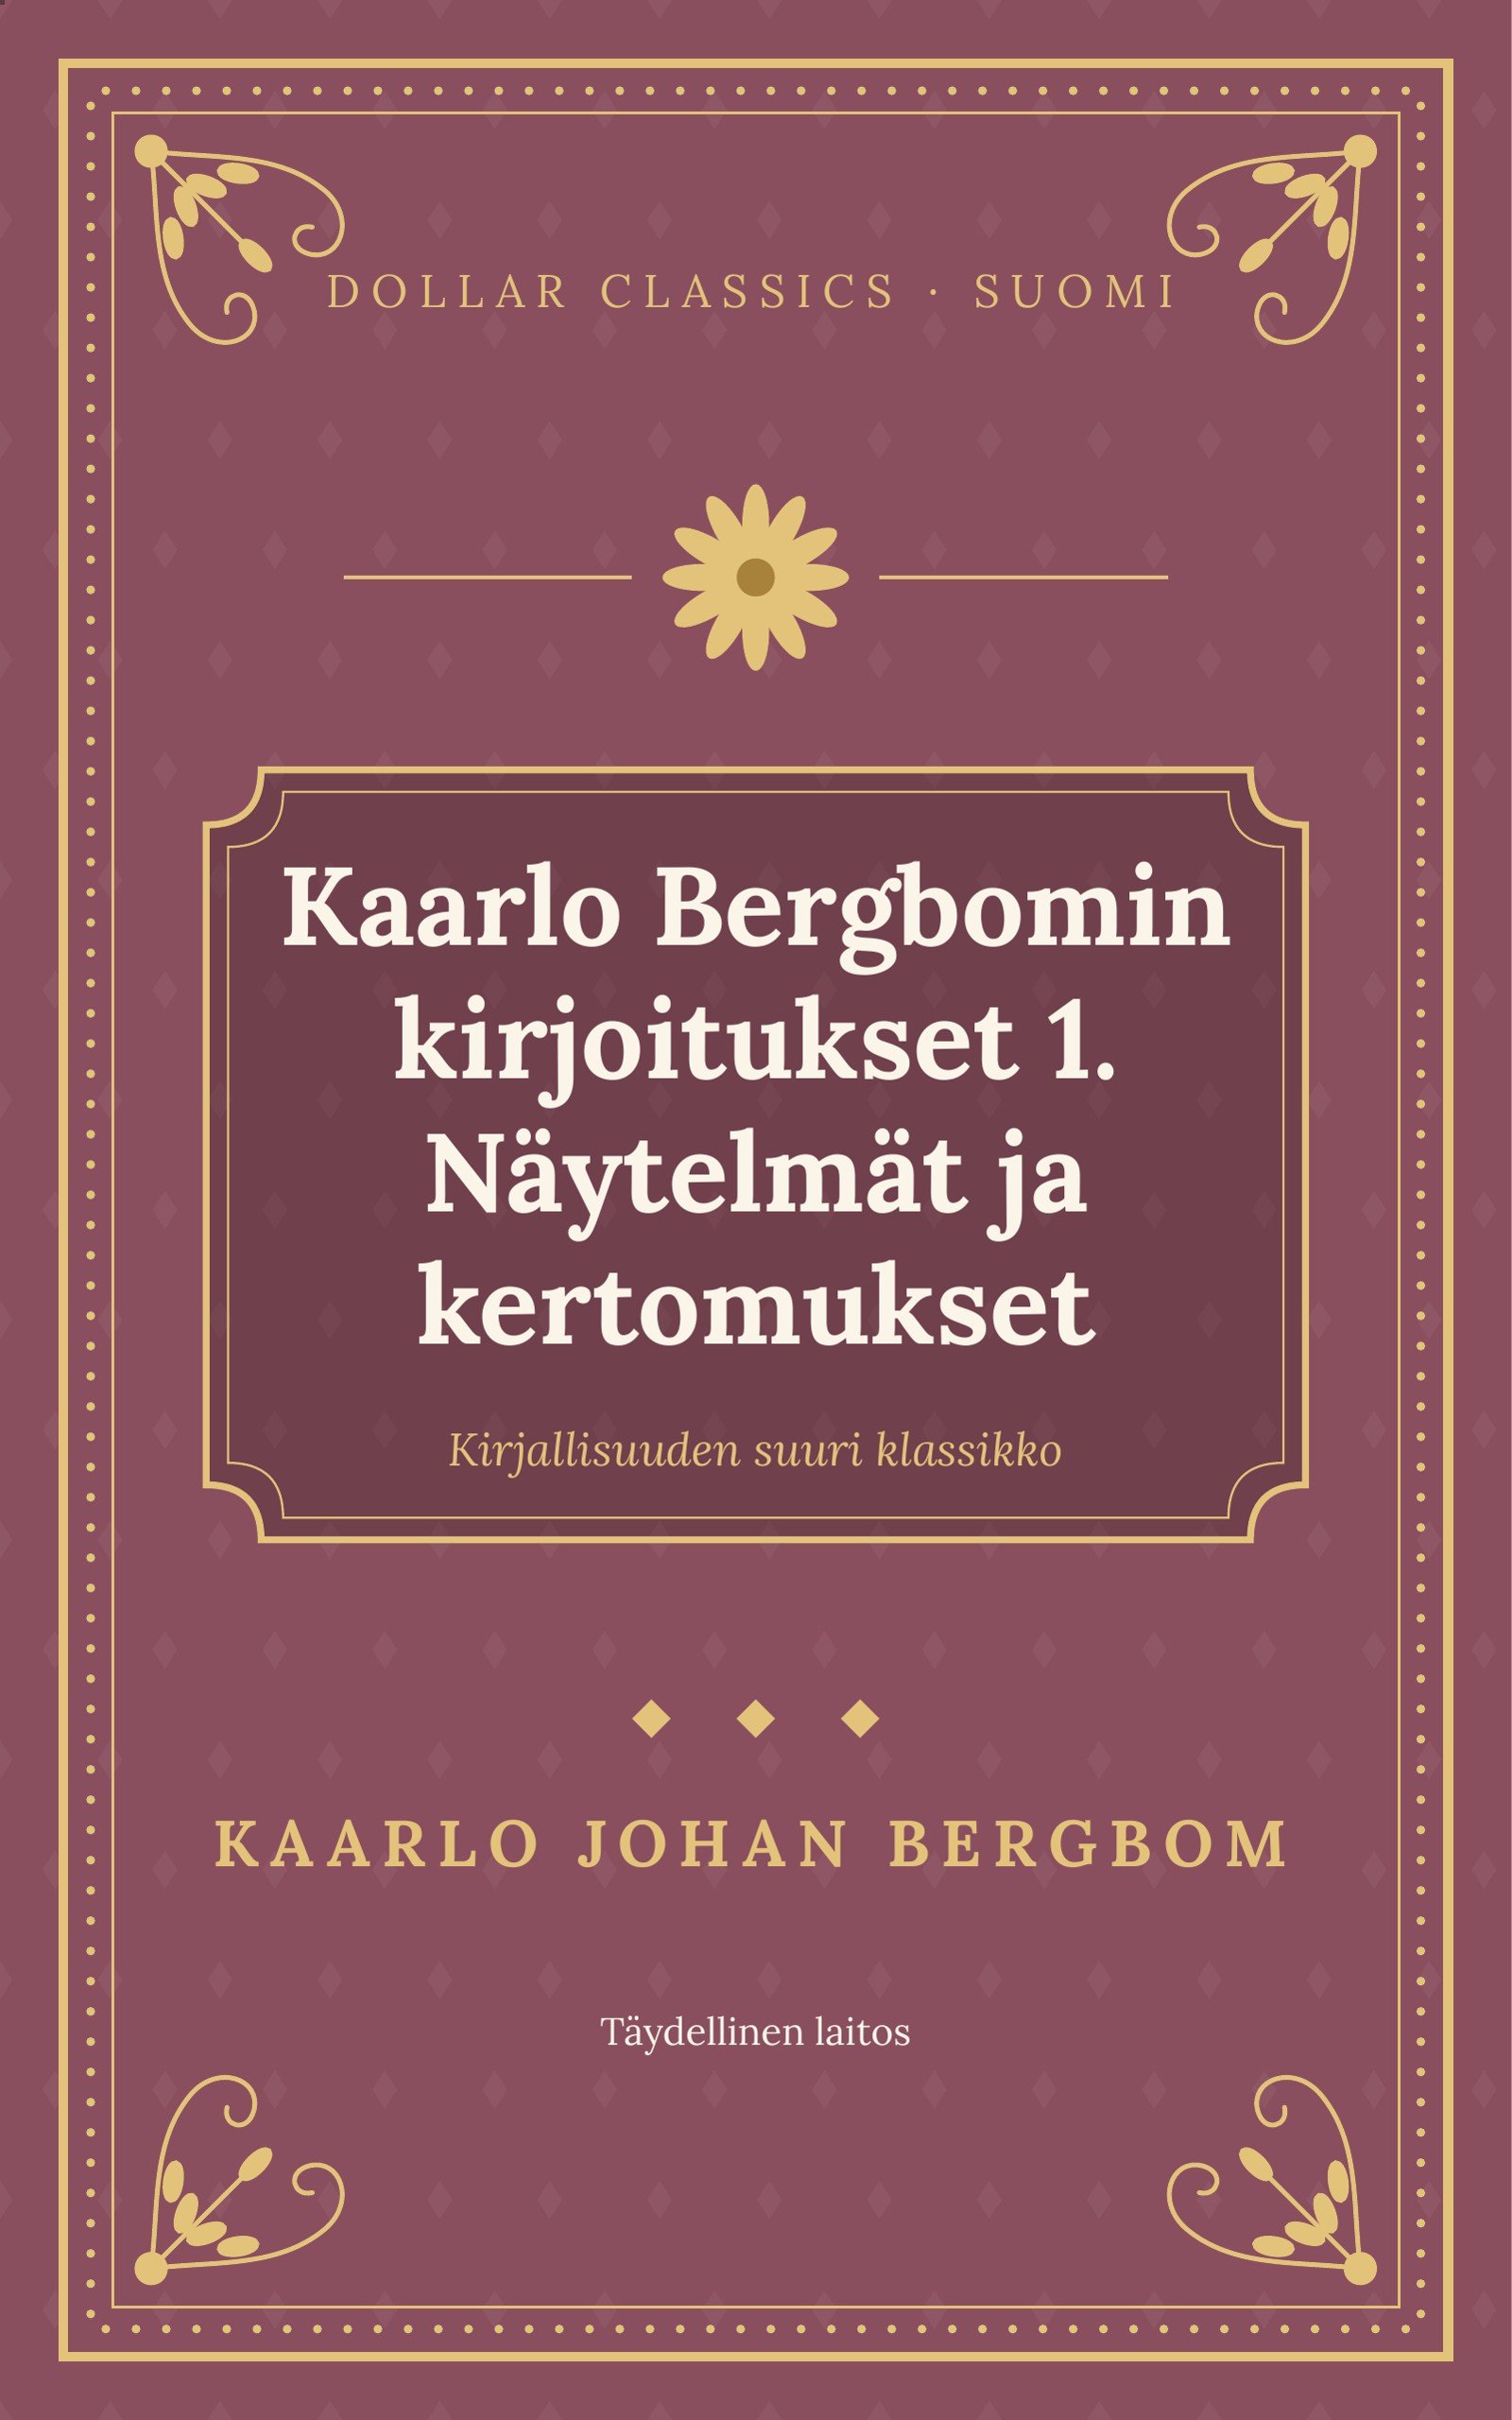 DOLLAR CLASSICS · SUOMI
Kaarlo Bergbomin
kirjoitukset 1.
Näytelmät ja
kertomukset
Kirjallisuuden suuri klassikko
KAARLO JOHAN BERGBOM
Täydellinen laitos